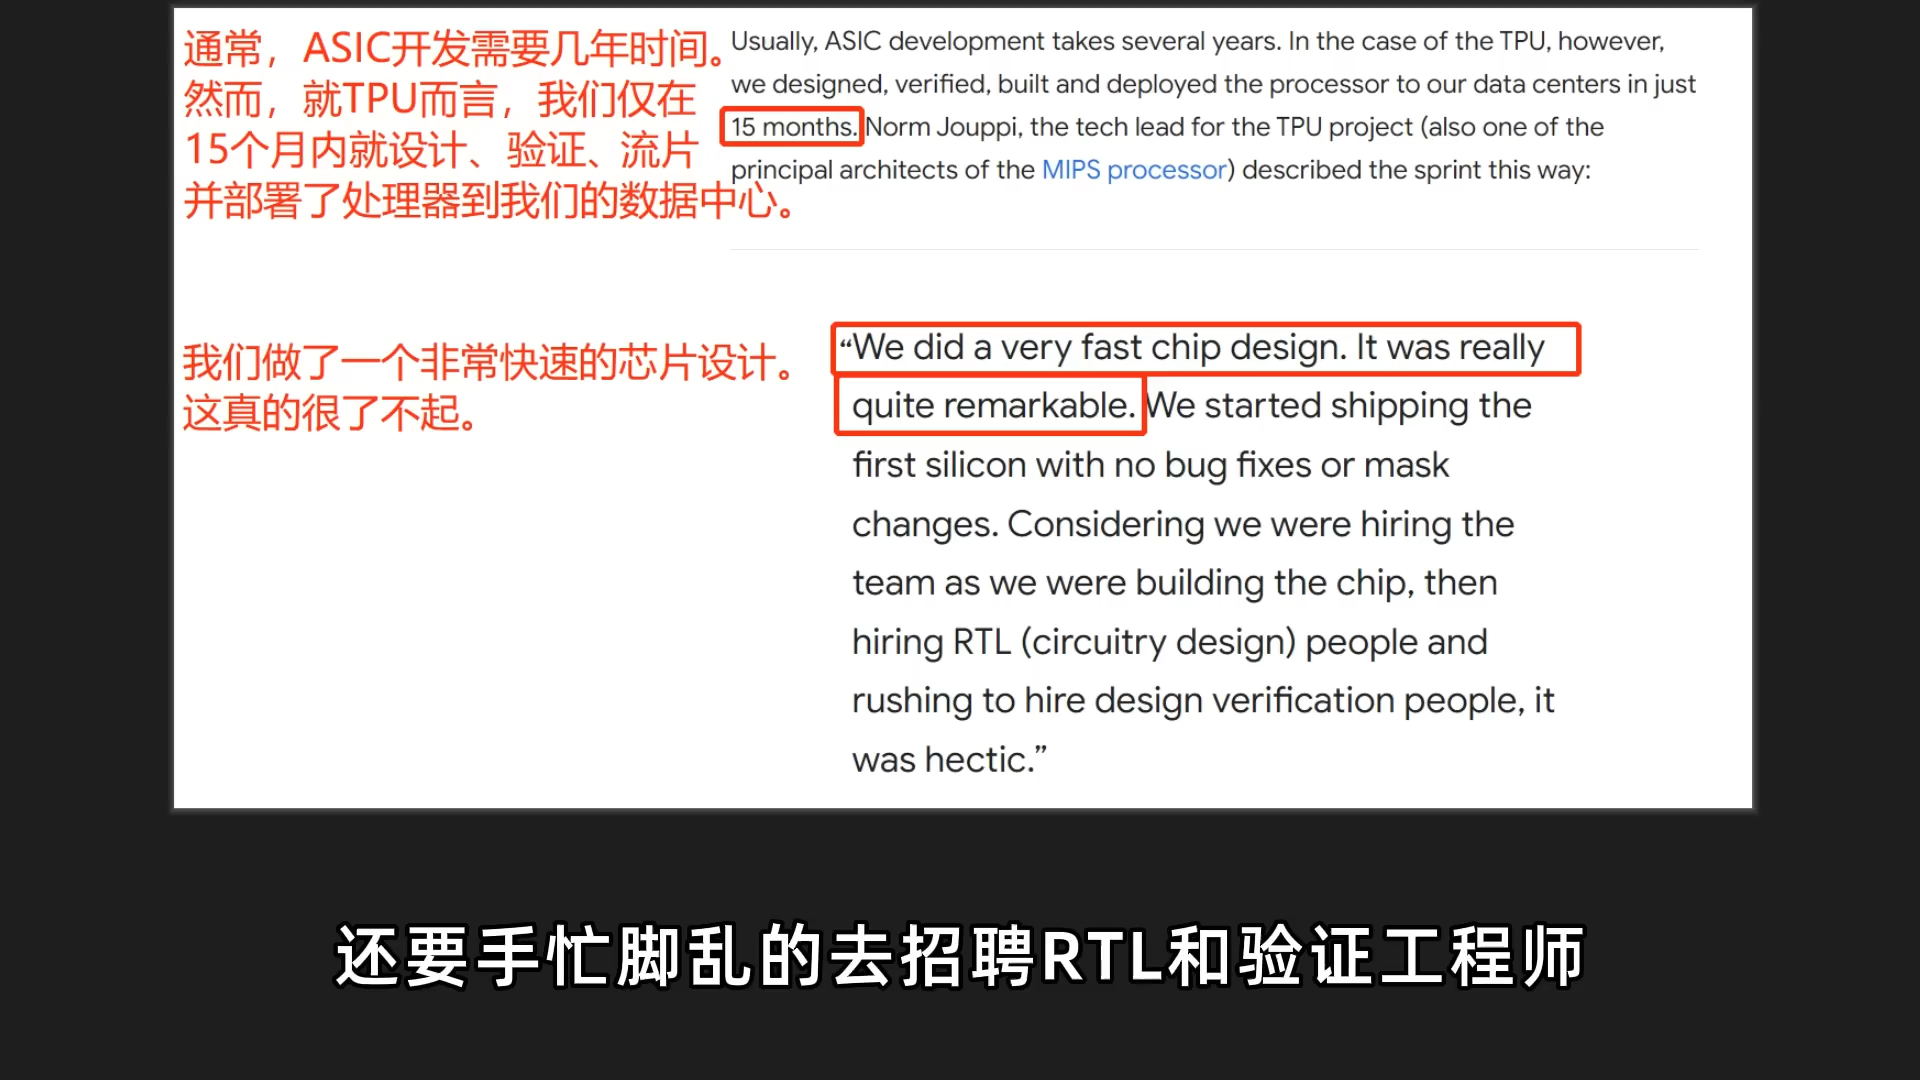 通常，ASIC开发需要几年时间。
然而，就TPU而言，我们仅在
15个月内就设计、验证、流片
并部署了处理器到我们的数据中心。
Usually, ASIC development takes several years. In the case of the TPU, however,
we designed, verified, built and deployed the processor to our data centers in just
15 months. Norm Jouppi, the tech lead for the TPU project (also one of the
principal architects of the MIPS processor) described the sprint this way:
我们做了一个非常快速的芯片设计。
这真的很了不起。
“We did a very fast chip design. It was really
quite remarkable. We started shipping the
first silicon with no bug fixes or mask
changes. Considering we were hiring the
team as we were building the chip, then
hiring RTL (circuitry design) people and
rushing to hire design verification people, it
was hectic.”
还要手忙脚乱的去招聘RTL和验证工程师